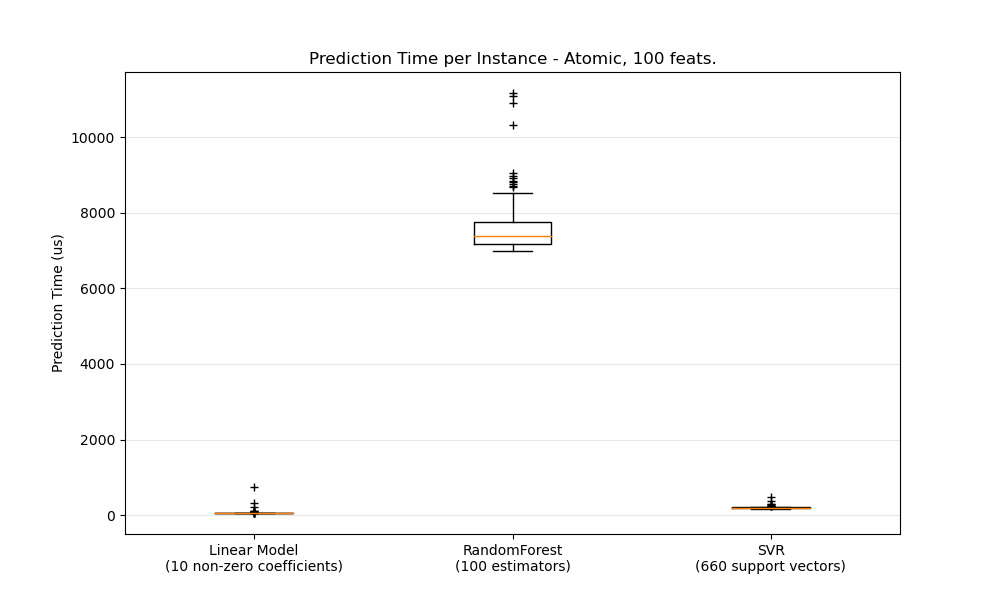 Prediction Time per Instance - Atomic, 100 feats.
Prediction Time (us)
10000
8000
6000
4000
2000
0
Linear Model
(10 non-zero coefficients)
RandomForest
(100 estimators)
SVR
(660 support vectors)